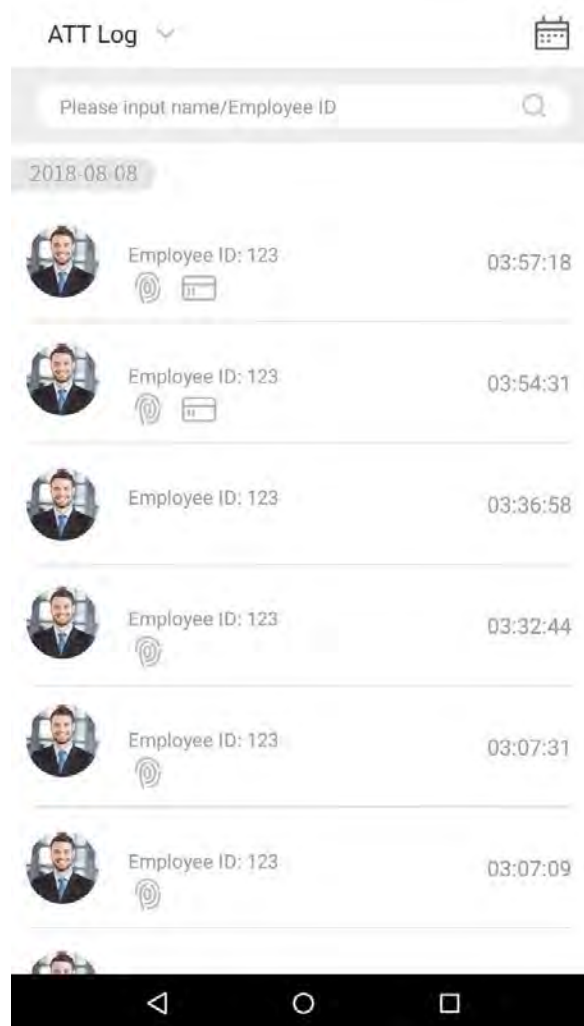 ATT Log
Please input name/Employee ID
2018-08-08
Employee ID: 123
03:57:18
Employee ID: 123
03:54:31
Employee ID: 123
03:36:58
Employee ID: 123
03:32:44
Employee ID: 123
03:07:31
Employee ID: 123
03:07:09